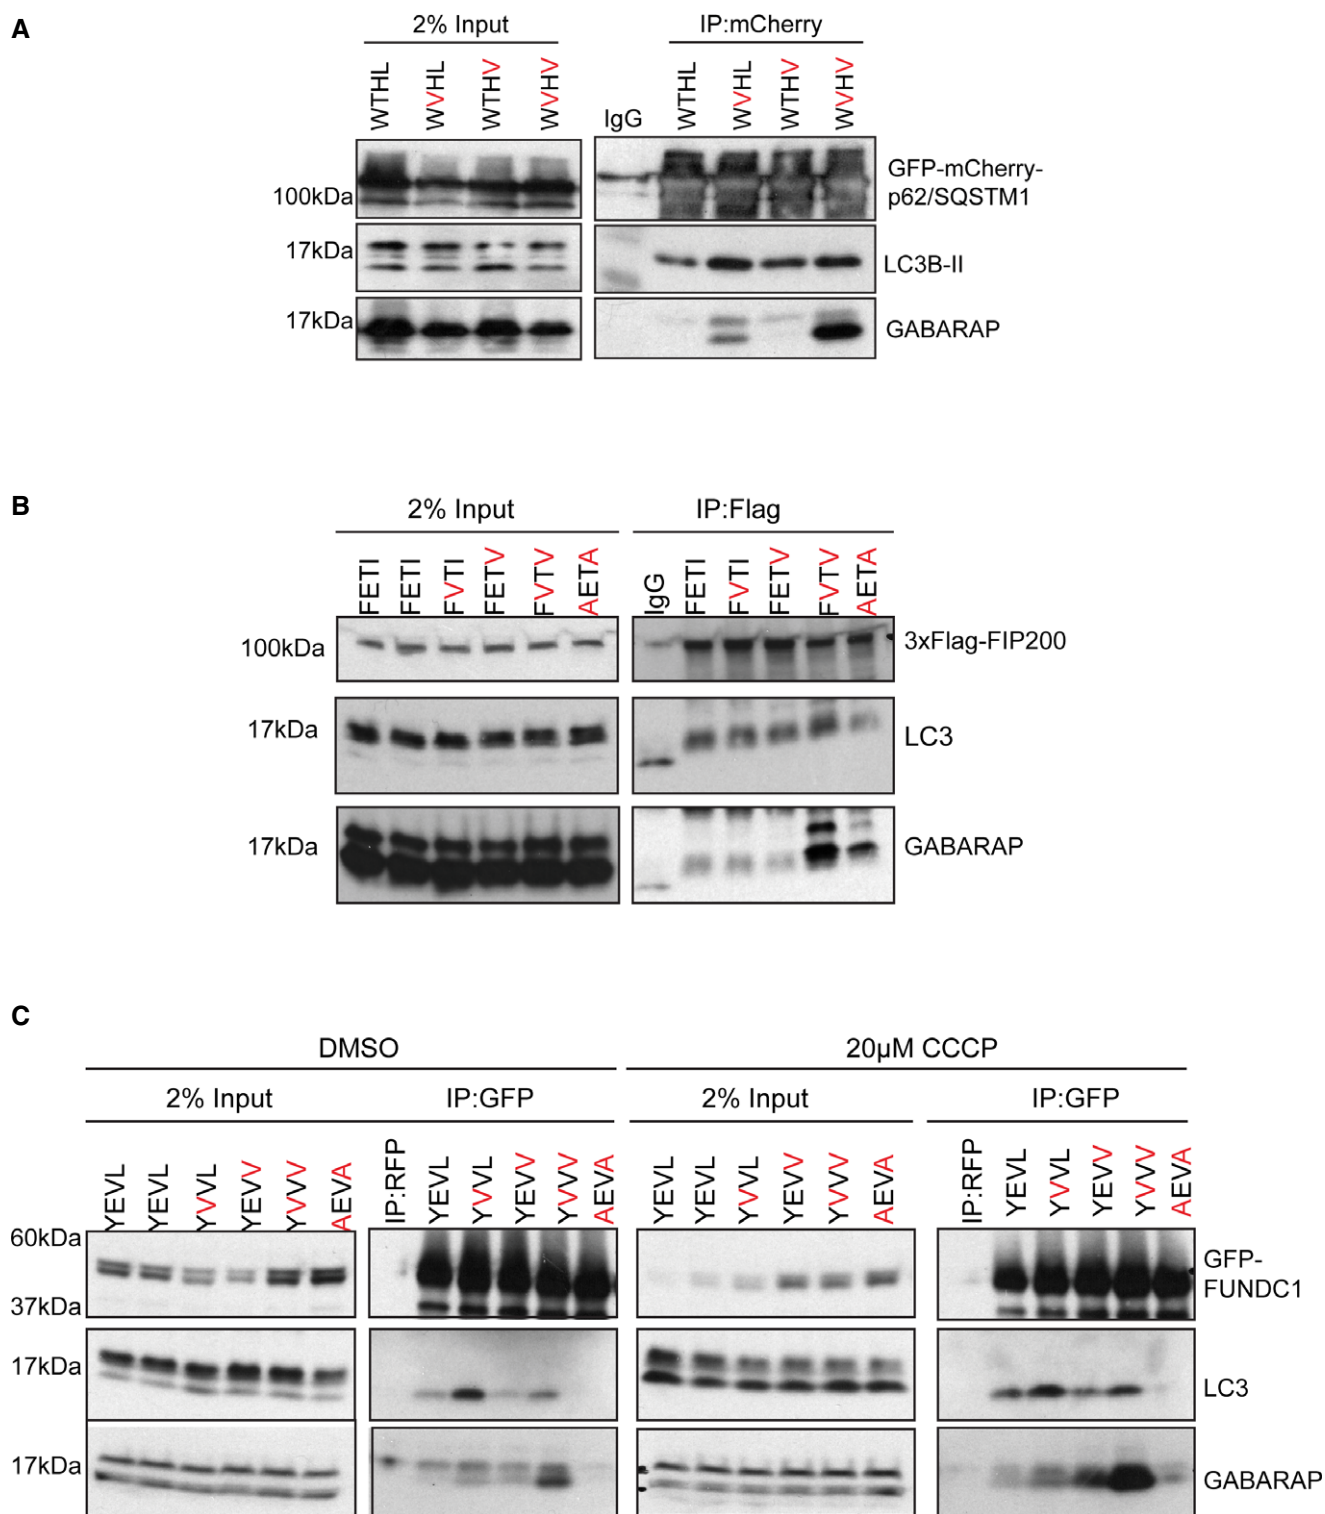 A
2% Input
IP:mCherry
WTHL
WVHL
WTHV
WVHV
IgG
WTHL
WVHL
WTHV
WVHV
100kDa
GFP-mCherry-
p62/SQSTM1
17kDa
LC3B-II
17kDa
GABARAP
B
2% Input
IP:Flag
FETI
FETI
FVTI
FETV
FVTV
AETA
IgG
FETI
FVTI
FETV
FVTV
AETA
100kDa
3xFlag-FIP200
17kDa
LC3
17kDa
GABARAP
C
DMSO
20µM CCCP
2% Input
IP:GFP
2% Input
IP:GFP
YEVL
YEVL
YVVL
YEVV
YVVV
AEVA
IP:RFP
YEVL
YVVL
YEVV
YVVV
AEVA
YEVL
YEVL
YVVL
YEVV
YVVV
AEVA
IP:RFP
YEVL
YVVL
YEVV
YVVV
AEVA
60kDa
37kDa
GFP-
FUNDC1
17kDa
LC3
17kDa
GABARAP